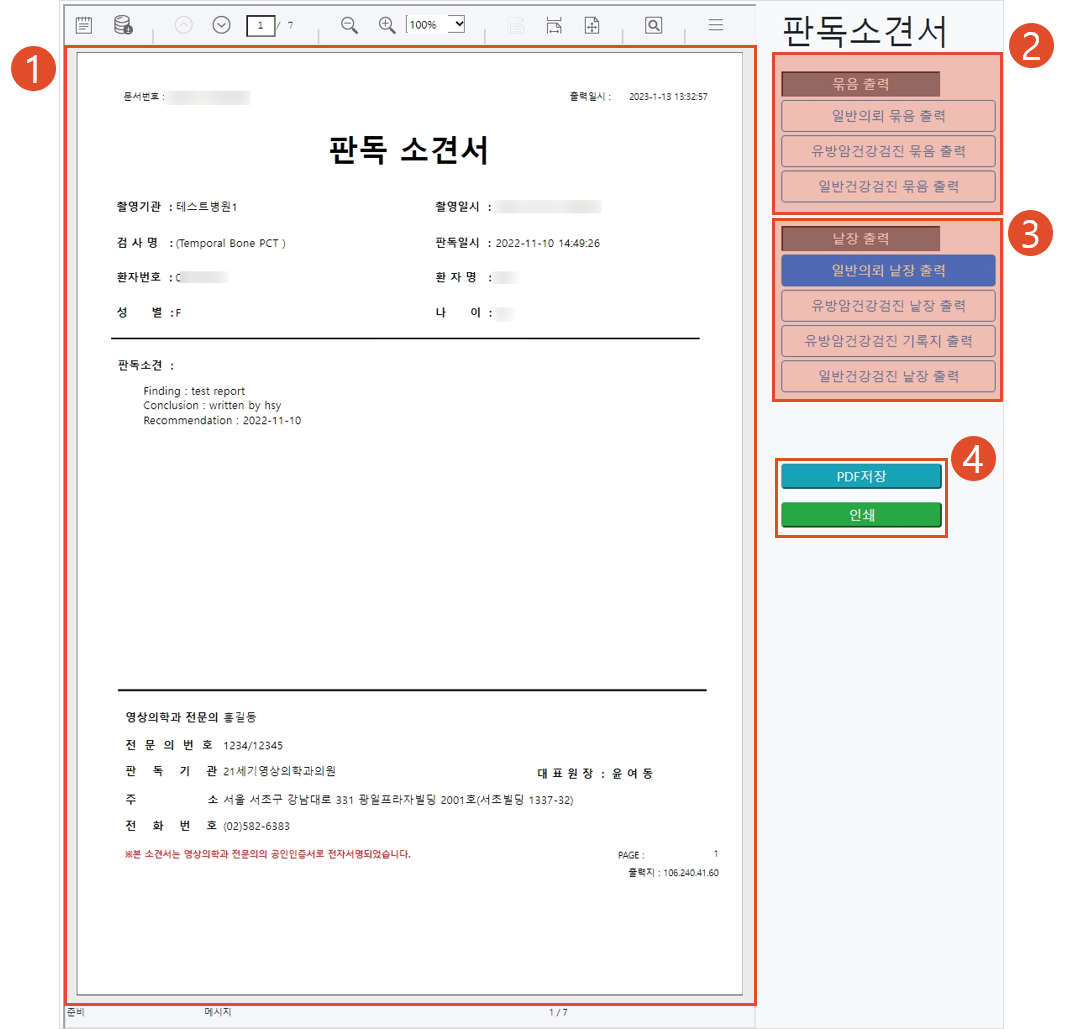 1 / 7
100%
판독소견서
1
2
문서번호 :
출력일시 : 2023-1-13 13:32:57
판독 소견서
촬영기관 : 테스트병원1
촬영일시 :
검 사 명 : (Temporal Bone PCT )
판독일시 : 2022-11-10 14:49:26
환자번호 : 0
환 자 명 :
성 별 : F
나 이 :
판독소견 :
Finding : test report
Conclusion : written by hsy
Recommendation : 2022-11-10
영상의학과 전문의 홍길동
전 문 의 번 호 1234/12345
판 독 기 관 21세기영상의학과의원
대 표 원 장 : 윤 여 동
주 소 서울 서초구 강남대로 331 광일프라자빌딩 2001호(서초빌딩 1337-32)
전 화 번 호 (02)582-6383
※본 소견서는 영상의학과 전문의의 공인인증서로 전자서명되었습니다.
PAGE : 1
출력지 : 106.240.41.60
준비 메시지 1 / 7
묶음 출력
일반의뢰 묶음 출력
유방암건강검진 묶음 출력
일반건강검진 묶음 출력
3
낱장 출력
일반의뢰 낱장 출력
유방암건강검진 낱장 출력
유방암건강검진 기록지 출력
일반건강검진 낱장 출력
4
PDF저장
인쇄